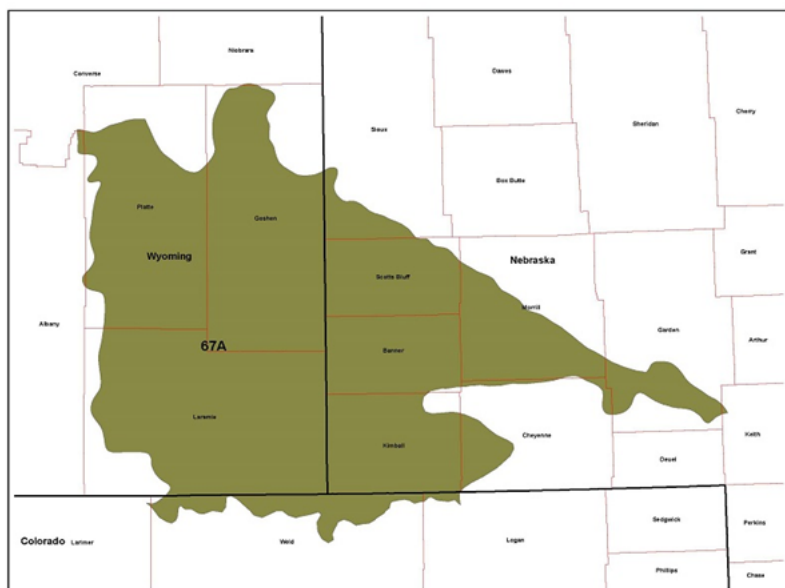 Niobrara
Converse
Dawes
Cherry
Sheridan
Sioux
Box Butte
Platte
Goshen
Grant
Wyoming
Nebraska
Scotts Bluff
Morrill
Albany
Garden
Arthur
67A
Banner
Laramie
Kimball
Cheyenne
Keith
Deuel
Sedgwick
Perkins
Colorado
Larimer
Weld
Logan
Phillips
Chase